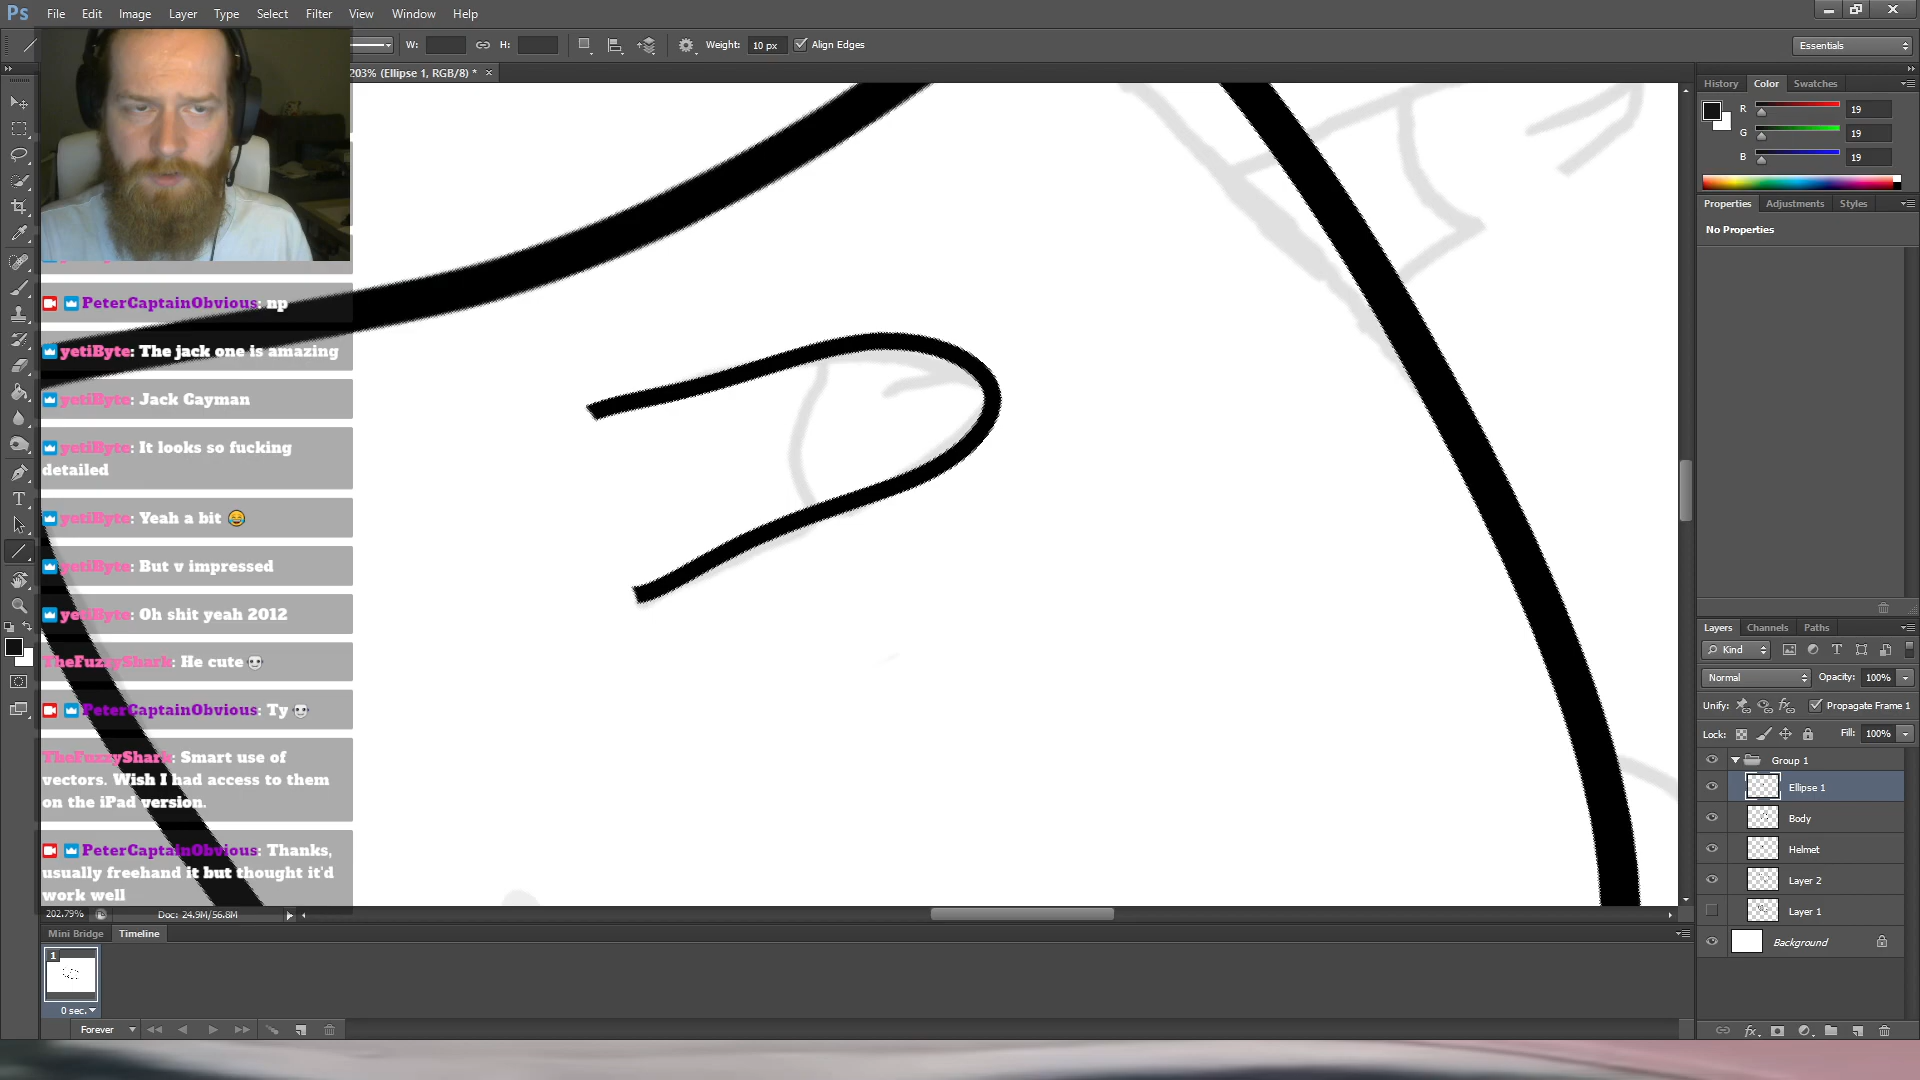 Ps File Edit Image Layer Type Select Filter View Window Help
W: H: Weight: 10 px Align Edges Essentials
203% (Ellipse 1, RGB/8) * ×
History Color Swatches
R 19
G 19
B 19
Properties Adjustments Styles
No Properties
PeterCaptainObvious: np
yetiByte: The jack one is amazing
yetiByte: Jack Cayman
yetiByte: It looks so fucking
detailed
yetiByte: Yeah a bit 😂
yetiByte: But v impressed
yetiByte: Oh shit yeah 2012
TheFuzzyShark: He cute
PeterCaptainObvious: Ty
TheFuzzyShark: Smart use of
vectors. Wish I had access to them
on the iPad version.
PeterCaptainObvious: Thanks,
usually freehand it but thought it'd
work well
Layers Channels Paths
Kind
Normal Opacity: 100%
Unify: Propagate Frame 1
Lock: Fill: 100%
Group 1
Ellipse 1
Body
Helmet
Layer 2
Layer 1
Background
202.79% Doc: 24.9M/56.8M
Mini Bridge Timeline
1
0 sec.
Forever